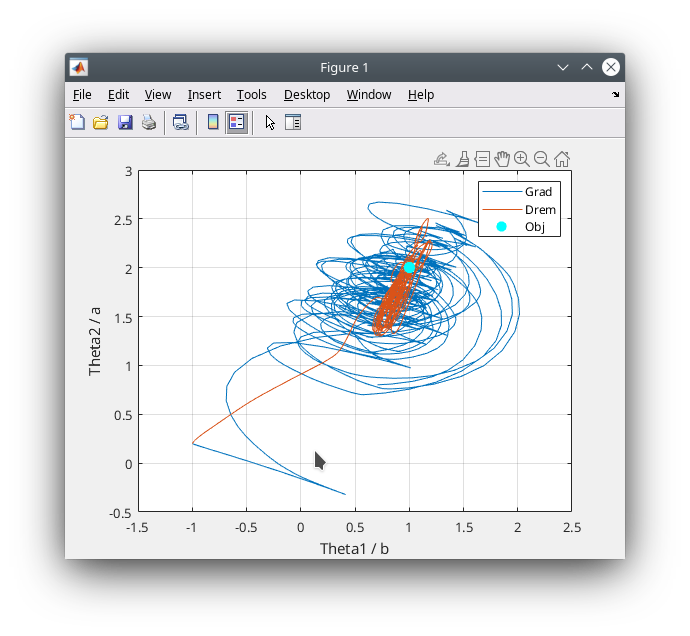 Figure 1
File Edit View Insert Tools Desktop Window Help
3
2.5
2
1.5
1
0.5
0
-0.5
Theta2 / a
Grad
Drem
Obj
-1.5 -1 -0.5 0 0.5 1 1.5 2 2.5
Theta1 / b